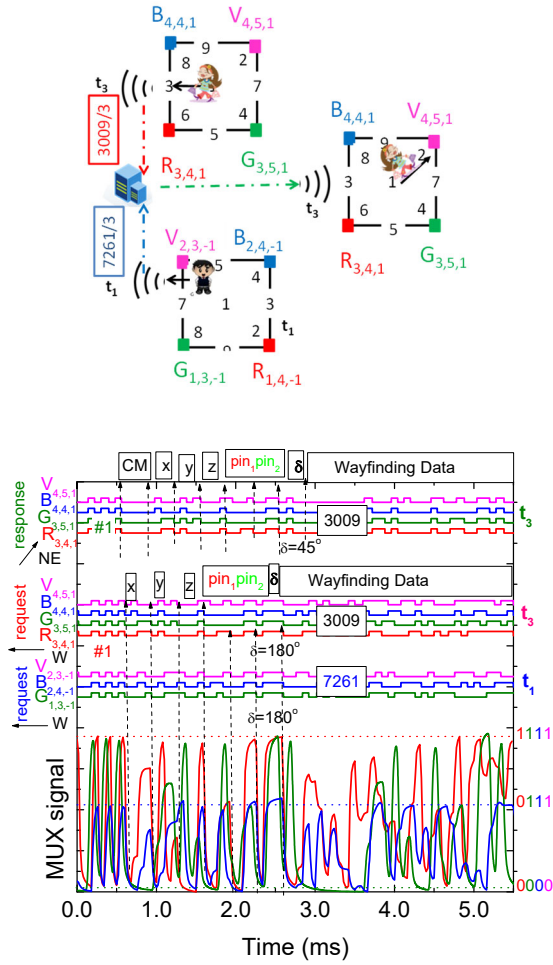 B4,4,1 V4,5,1
9
8 2
t3 3 7
6 4
5
3009/3
R3,4,1 G3,5,1
B4,4,1 V4,5,1
9
8 2
3 1 7
6 4
5
t3
R3,4,1 G3,5,1
7261/3
V2,3,-1 B2,4,-1
5
4
t1 7 1 3
8 2 t1
9
G1,3,-1 R1,4,-1
CM x y z pin1pin2 δ Wayfinding Data
response
V4,5,1
B4,4,1
G3,5,1
R3,4,1
#1
3009
t3
NE
δ=45°
x y z pin1pin2 δ Wayfinding Data
request
V4,5,1
B4,4,1
G3,5,1
R3,4,1
3009
t3
W
#1
δ=180°
request
V2,3,-1
B2,4,-1
G1,3,-1
7261
t1
W
δ=180°
1111
0111
0000
MUX signal
0.0 1.0 2.0 3.0 4.0 5.0
Time (ms)